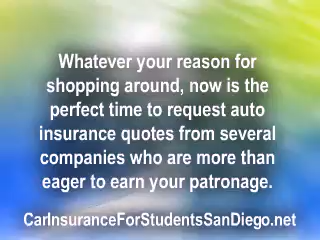 Whatever your reason for
shopping around, now is the
perfect time to request auto
insurance quotes from several
companies who are more than
eager to earn your patronage.
CarInsuranceForStudentsSanDiego.net